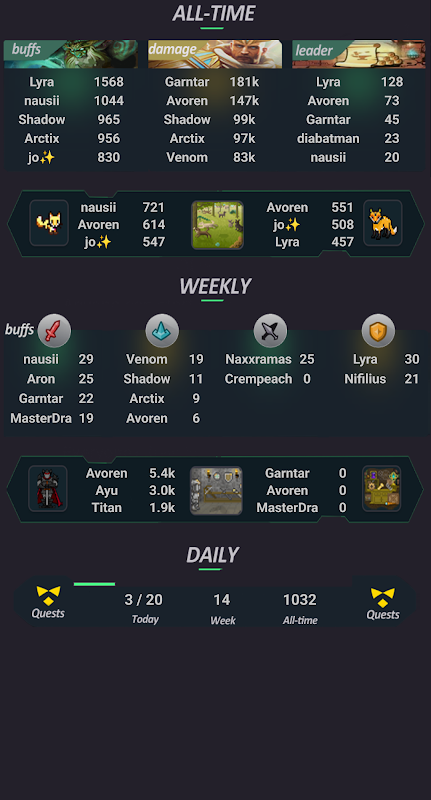 ALL-TIME
buffs damage leader
Lyra 1568 Garntar 181k Lyra 128
nausii 1044 Avoren 147k Avoren 73
Shadow 965 Shadow 99k Garntar 45
Arctix 956 Arctix 97k diabatman 23
jo✨ 830 Venom 83k nausii 20
nausii 721 Avoren 551
Avoren 614 jo✨ 508
jo✨ 547 Lyra 457
WEEKLY
buffs
nausii 29 Venom 19 Naxxramas 25 Lyra 30
Aron 25 Shadow 11 Crempeach 0 Nifilius 21
Garntar 22 Arctix 9
MasterDra 19 Avoren 6
Avoren 5.4k Garntar 0
Ayu 3.0k Avoren 0
Titan 1.9k MasterDra 0
DAILY
Quests 3 / 20 14 1032 Quests
Today Week All-time